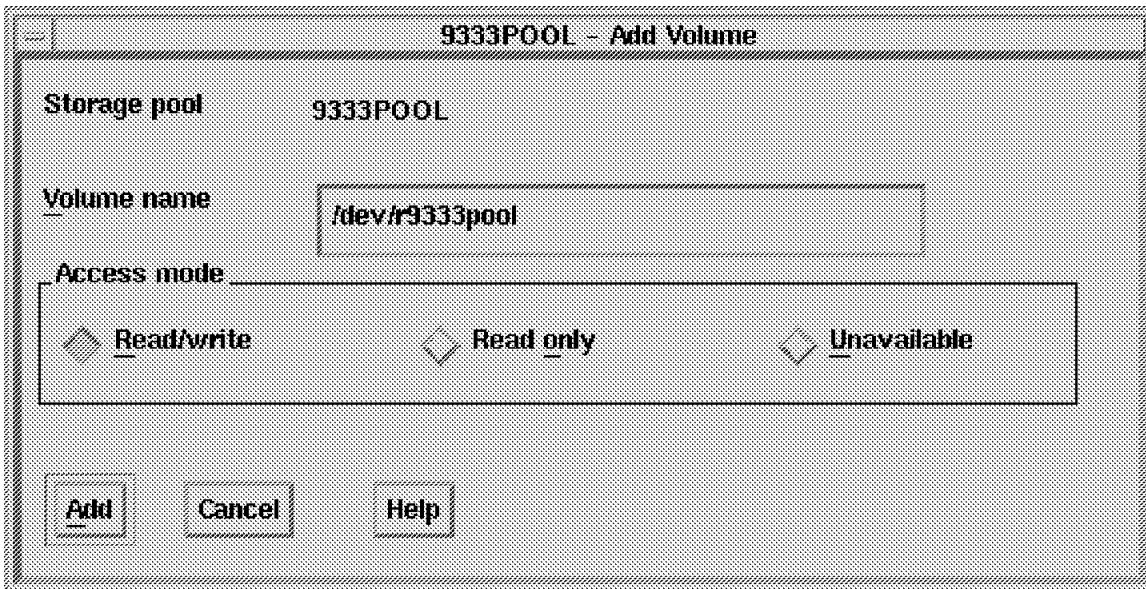 9333POOL - Add Volume
Storage pool 9333POOL
Volume name /dev/r9333pool
Access mode
Read/write Read only Unavailable
Add Cancel Help